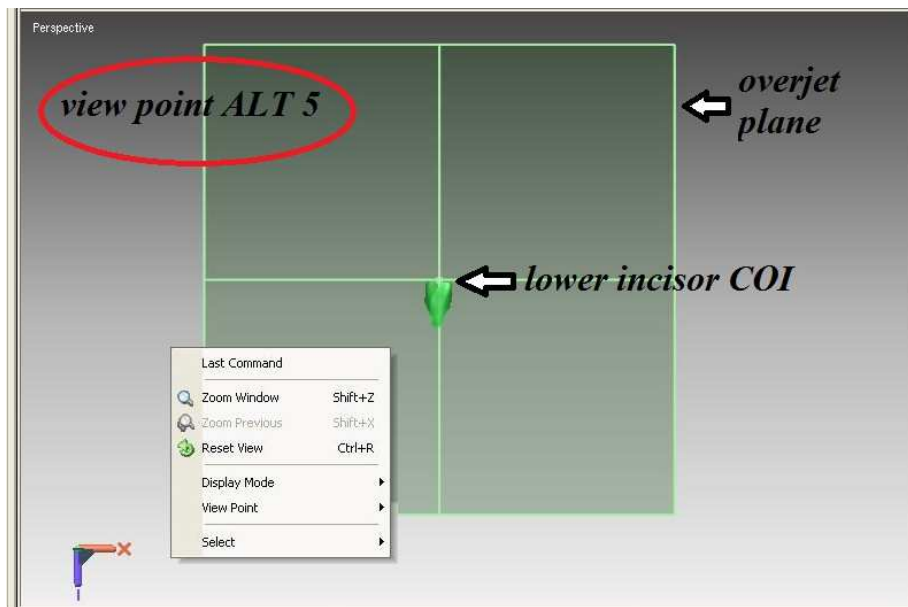 Perspective
view point ALT 5
overjet
plane
lower incisor COI
Last Command
Zoom Window Shift+Z
Zoom Previous Shift+X
Reset View Ctrl+R
Display Mode
View Point
Select
X